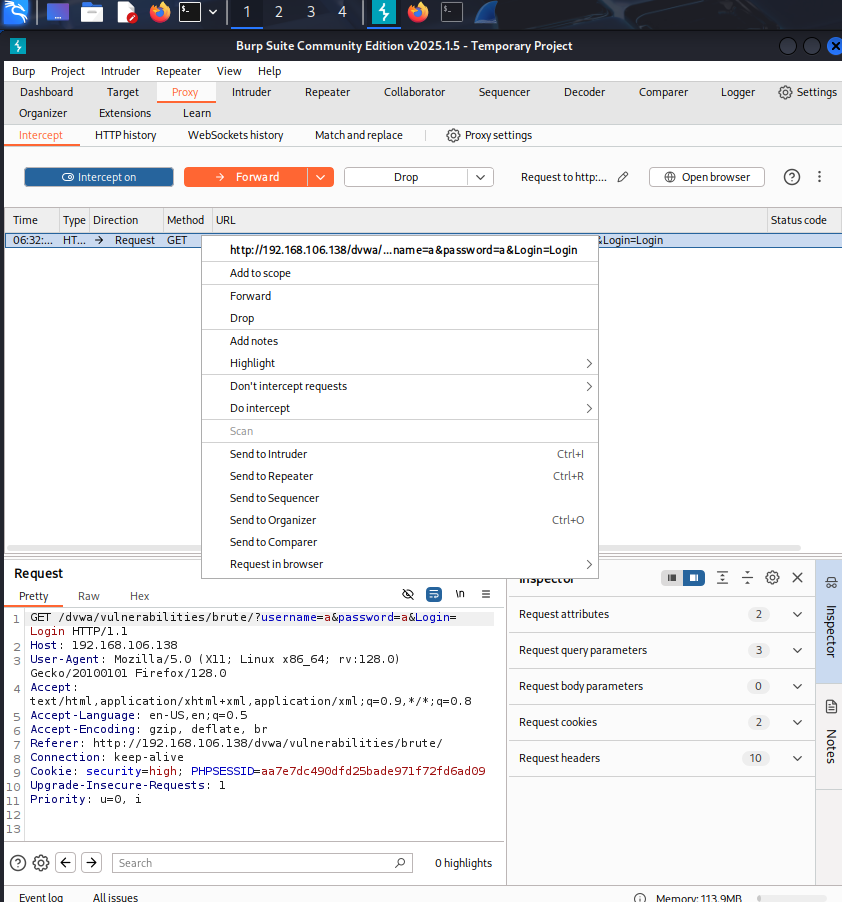 1 2 3 4
Burp Suite Community Edition v2025.1.5 - Temporary Project
Burp Project Intruder Repeater View Help
Dashboard Target Proxy Intruder Repeater Collaborator Sequencer Decoder Comparer Logger Settings
Organizer Extensions Learn
Intercept HTTP history WebSockets history Match and replace Proxy settings
Intercept on Forward Drop Request to http:... Open browser
Time Type Direction Method URL Status code
06:32:... HT... → Request GET &Login=Login
http://192.168.106.138/dvwa/...name=a&password=a&Login=Login
Add to scope
Forward
Drop
Add notes
Highlight
Don't intercept requests
Do intercept
Scan
Send to Intruder Ctrl+I
Send to Repeater Ctrl+R
Send to Sequencer
Send to Organizer Ctrl+O
Send to Comparer
Request in browser
Request
Pretty Raw Hex \n
1 GET /dvwa/vulnerabilities/brute/?username=a&password=a&Login=
Login HTTP/1.1
2 Host: 192.168.106.138
3 User-Agent: Mozilla/5.0 (X11; Linux x86_64; rv:128.0)
Gecko/20100101 Firefox/128.0
4 Accept:
text/html,application/xhtml+xml,application/xml;q=0.9,*/*;q=0.8
5 Accept-Language: en-US,en;q=0.5
6 Accept-Encoding: gzip, deflate, br
7 Referer: http://192.168.106.138/dvwa/vulnerabilities/brute/
8 Connection: keep-alive
9 Cookie: security=high; PHPSESSID=aa7e7dc490dfd25bade971f72fd6ad09
10 Upgrade-Insecure-Requests: 1
11 Priority: u=0, i
12
13
Search 0 highlights
Inspector
Request attributes 2
Request query parameters 3
Request body parameters 0
Request cookies 2
Request headers 10
Inspector
Notes
Event log All issues Memory: 113.9MB